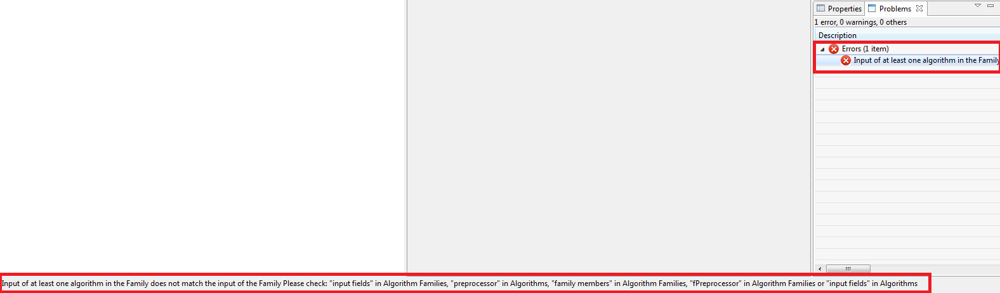 Properties Problems
1 error, 0 warnings, 0 others
Description
Errors (1 item)
Input of at least one algorithm in the Family
Input of at least one algorithm in the Family does not match the input of the Family Please check: "input fields" in Algorithm Families, "preprocessor" in Algorithms, "family members" in Algorithm Families, "fPreprocessor" in Algorithm Families or "input fields" in Algorithms